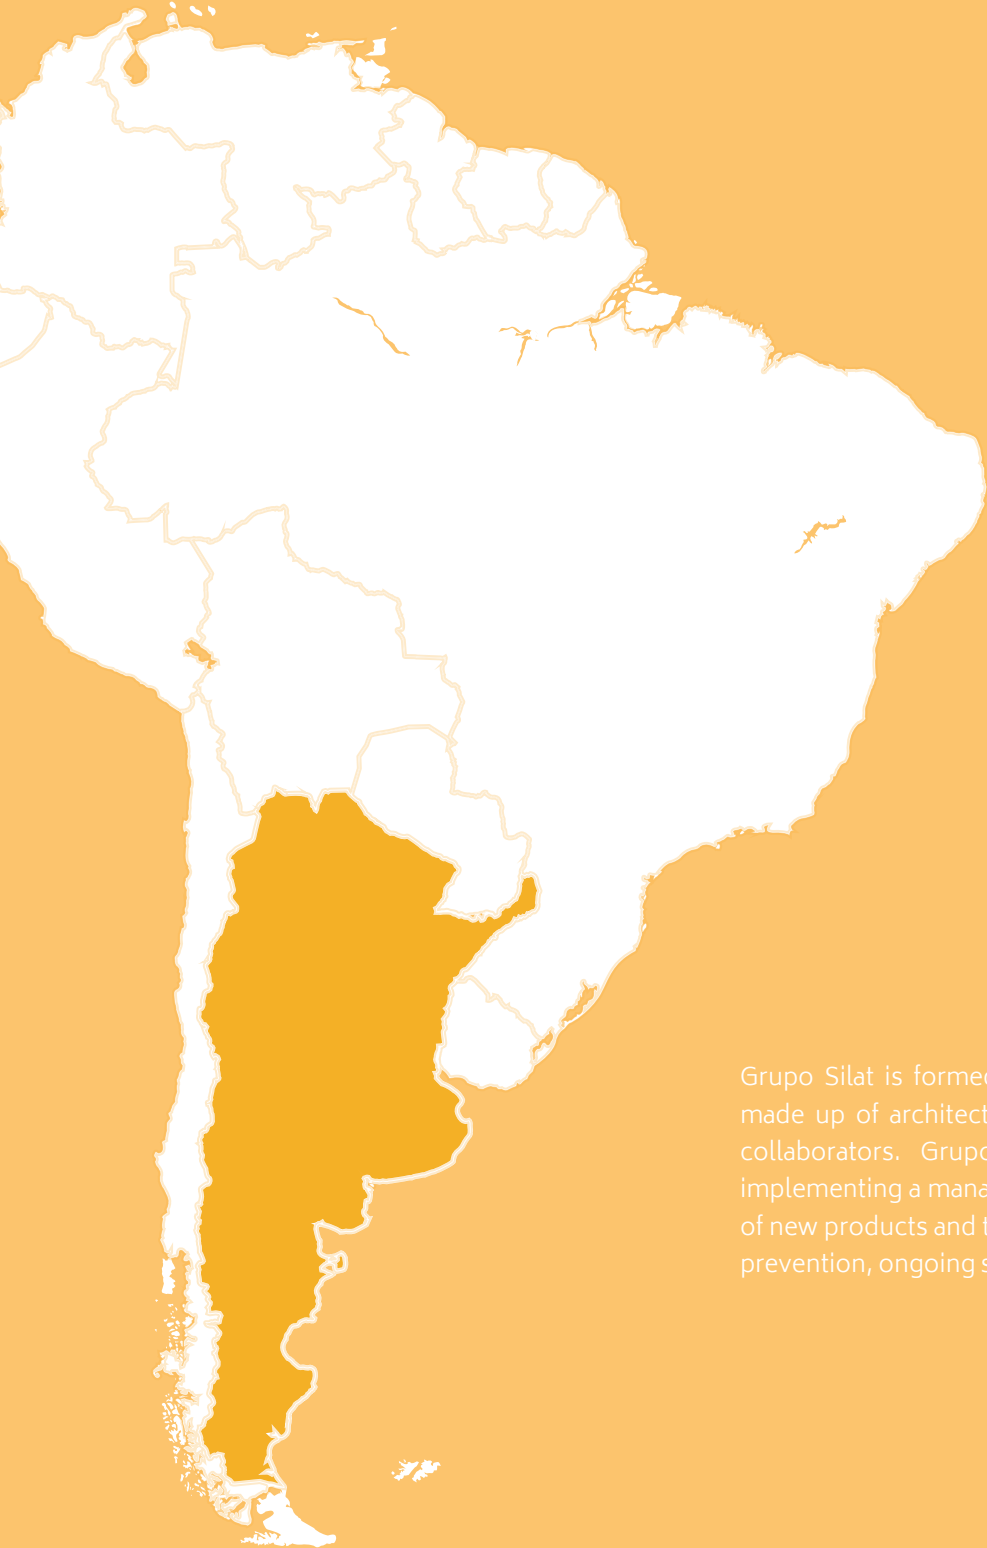 Grupo Silat is formed
made up of architect
collaborators. Grupo
implementing a mana
of new products and t
prevention, ongoing s